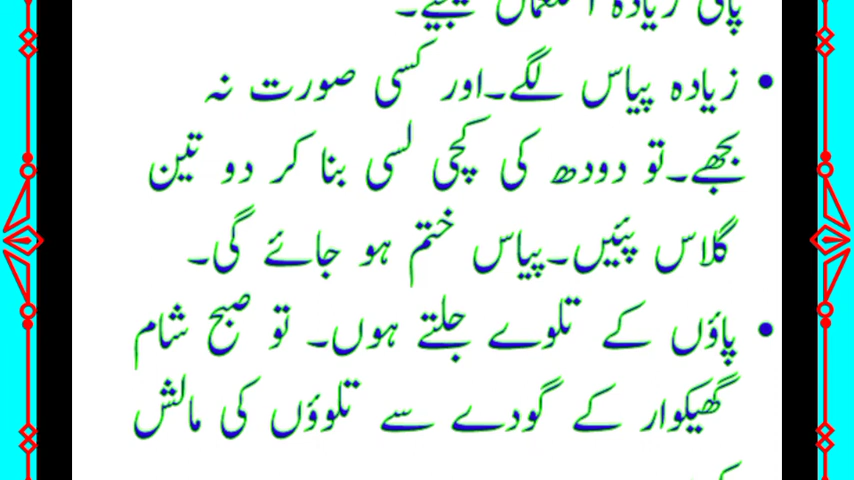 پانی زیادہ استعمال کیجیے۔
• زیادہ پیاس لگے۔اور کسی صورت نہ
بجھے۔تو دودھ کی کچی لسی بنا کر دو تین
گلاس پئیں۔پیاس ختم ہو جائے گی۔
• پاؤں کے تلوے جلتے ہوں۔ تو صبح شام
گھیکوار کے گودے سے تلوؤں کی مالش